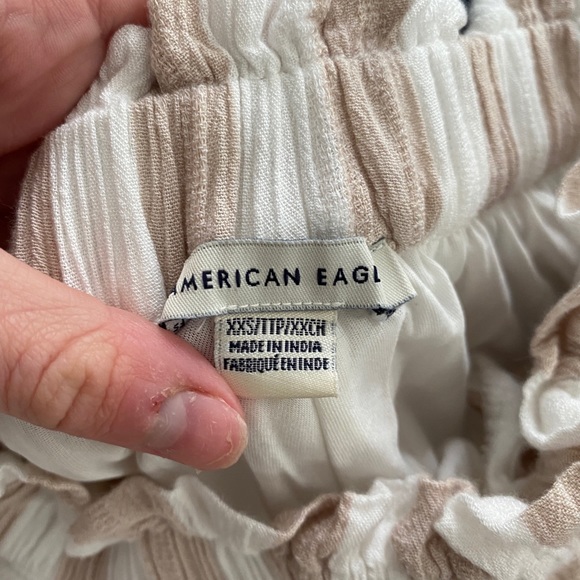 AMERICAN EAGL
XXS/TTP/XXCH
MADE IN INDIA
FABRIQUÉ EN INDE